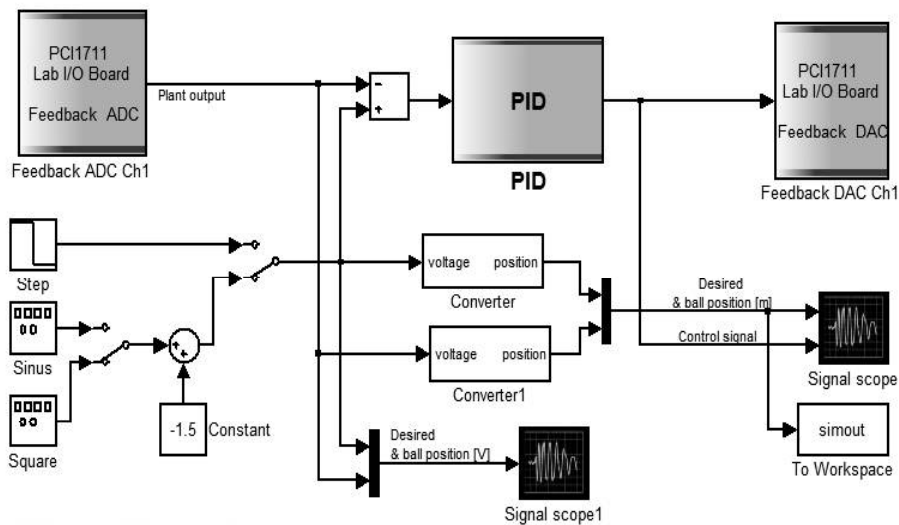 PCI1711
Lab I/O Board
Feedback ADC
Feedback ADC Ch1
Plant output
−
+
PID
PID
PCI1711
Lab I/O Board
Feedback DAC
Feedback DAC Ch1
Step
Sinus
Square
+
+
-1.5
Constant
voltage position
Converter
voltage position
Converter1
Desired
& ball position [m]
Control signal
Signal scope
simout
To Workspace
Desired
& ball position [V]
Signal scope1